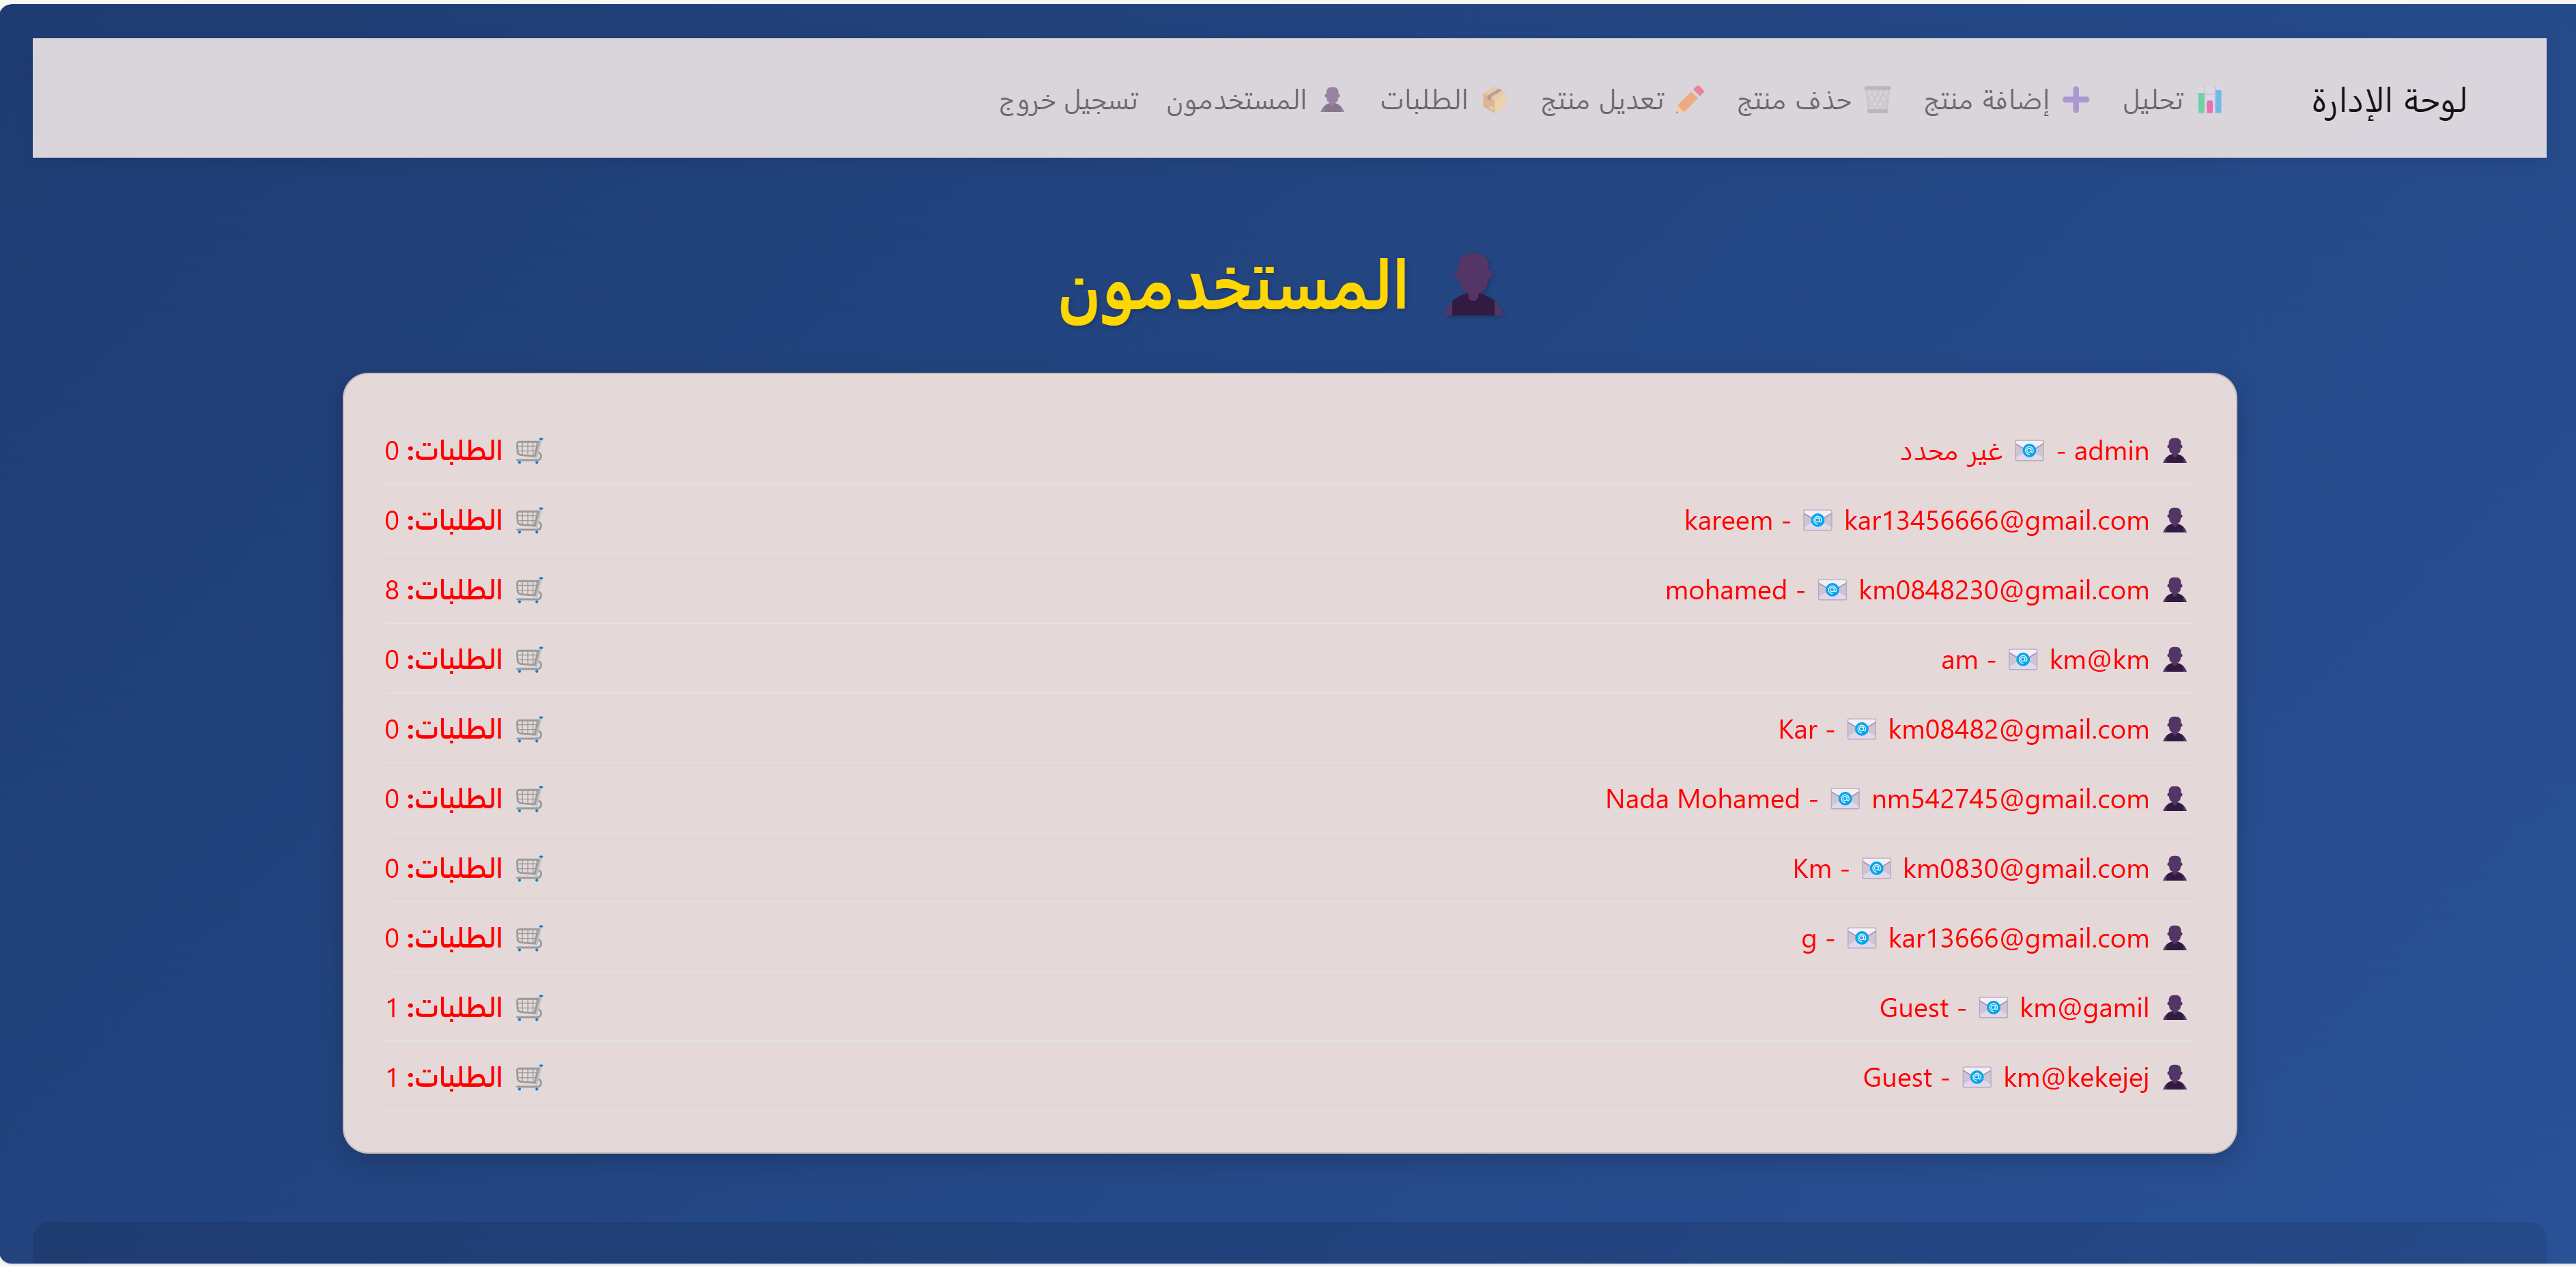 لوحة الإدارة 📊 تحليل ➕ إضافة منتج 🗑️ حذف منتج ✏️ تعديل منتج 📦 الطلبات 👤 المستخدمون تسجيل خروج
👤 المستخدمون
👤 admin - 📧 غير محدد 🛒 الطلبات: 0
👤 kareem - 📧 kar13456666@gmail.com 🛒 الطلبات: 0
👤 mohamed - 📧 km0848230@gmail.com 🛒 الطلبات: 8
👤 am - 📧 km@km 🛒 الطلبات: 0
👤 Kar - 📧 km08482@gmail.com 🛒 الطلبات: 0
👤 Nada Mohamed - 📧 nm542745@gmail.com 🛒 الطلبات: 0
👤 Km - 📧 km0830@gmail.com 🛒 الطلبات: 0
👤 g - 📧 kar13666@gmail.com 🛒 الطلبات: 0
👤 Guest - 📧 km@gamil 🛒 الطلبات: 1
👤 Guest - 📧 km@kekejej 🛒 الطلبات: 1